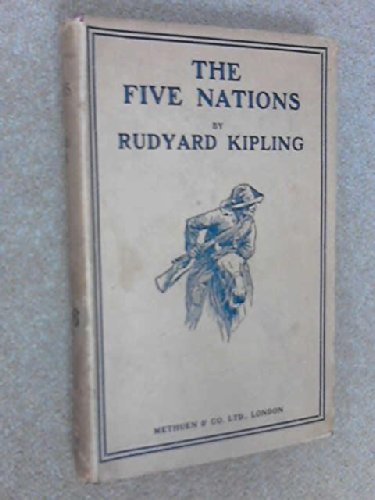 THE
FIVE NATIONS
BY
RUDYARD KIPLING
METHUEN & CO. LTD., LONDON